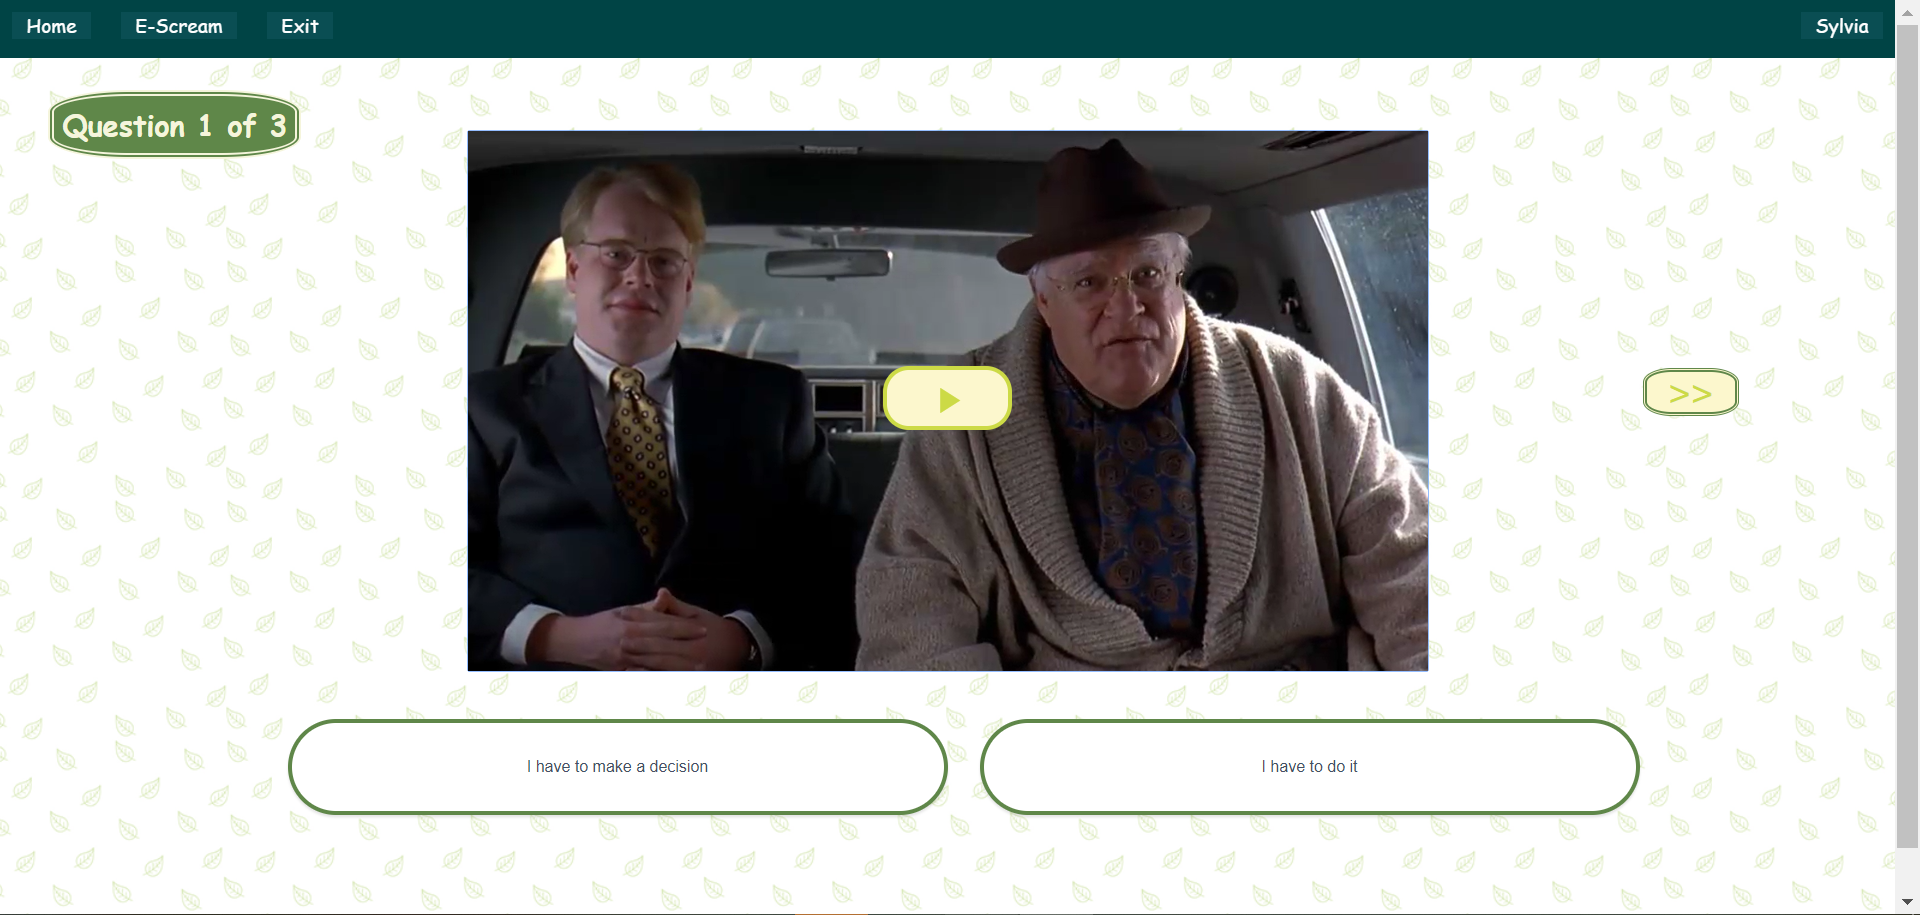 Home E-Scream Exit Sylvia
Question 1 of 3
>>
I have to make a decision
I have to do it